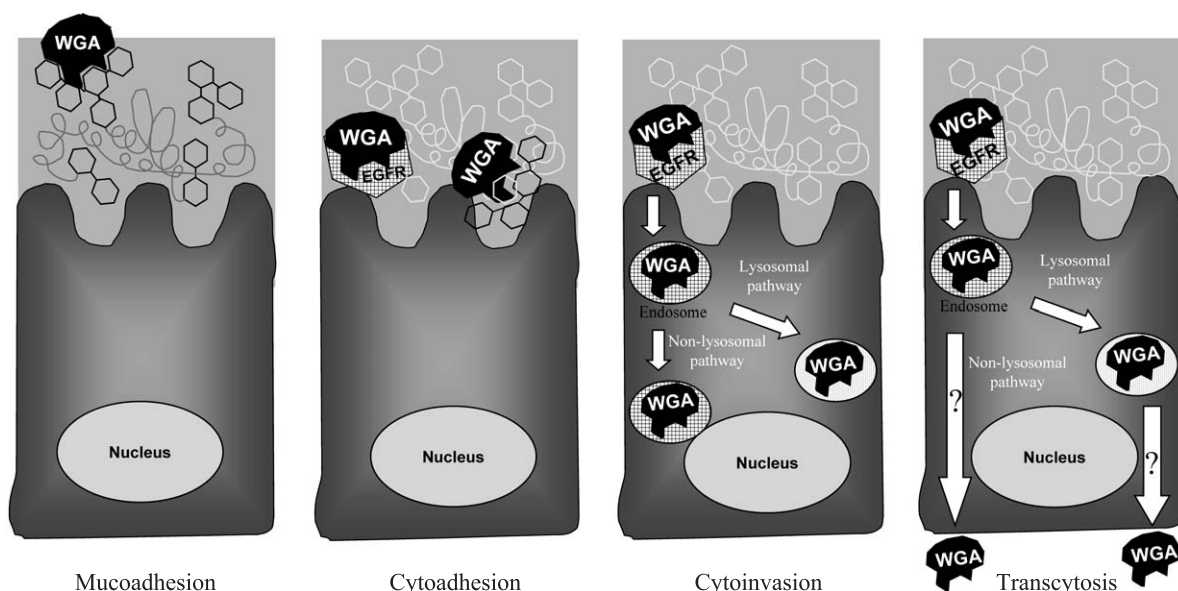 WGA
Nucleus
Mucoadhesion
WGA
EGFR
WGA
Nucleus
Cytoadhesion
WGA
EGFR
WGA
Endosome
Lysosomal
pathway
Non-lysosomal
pathway
WGA
WGA
Nucleus
Cytoinvasion
WGA
EGFR
WGA
Endosome
Lysosomal
pathway
Non-lysosomal
pathway
WGA
?
?
Nucleus
WGA
WGA
Transcytosis